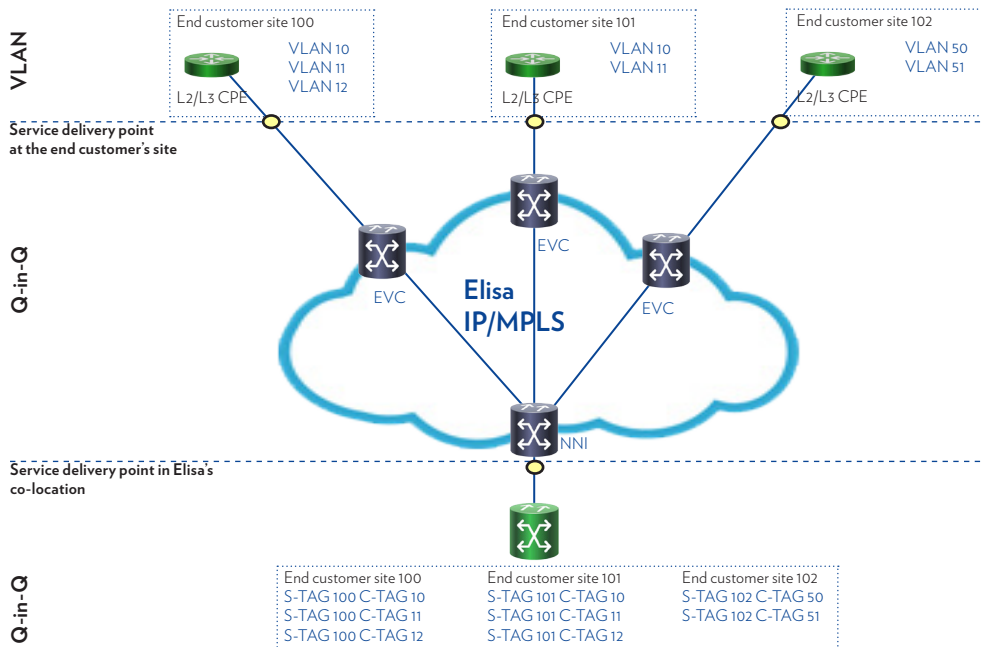 VLAN
End customer site 100
VLAN 10
VLAN 11
VLAN 12
L2/L3 CPE
End customer site 101
VLAN 10
VLAN 11
L2/L3 CPE
End customer site 102
VLAN 50
VLAN 51
L2/L3 CPE
Service delivery point
at the end customer's site
Q-in-Q
EVC
EVC
EVC
Elisa
IP/MPLS
NNI
Service delivery point in Elisa's
co-location
Q-in-Q
End customer site 100
S-TAG 100 C-TAG 10
S-TAG 100 C-TAG 11
S-TAG 100 C-TAG 12
End customer site 101
S-TAG 101 C-TAG 10
S-TAG 101 C-TAG 11
S-TAG 101 C-TAG 12
End customer site 102
S-TAG 102 C-TAG 50
S-TAG 102 C-TAG 51